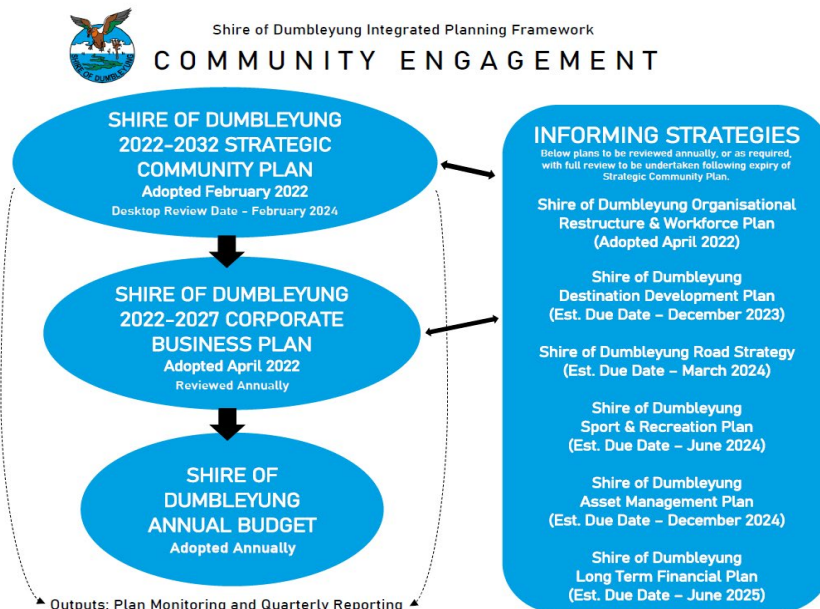 Shire of Dumbleyung Integrated Planning Framework
COMMUNITY ENGAGEMENT
SHIRE OF DUMBLEYUNG
SHIRE OF DUMBLEYUNG
2022-2032 STRATEGIC
COMMUNITY PLAN
Adopted February 2022
Desktop Review Date - February 2024
SHIRE OF DUMBLEYUNG
2022-2027 CORPORATE
BUSINESS PLAN
Adopted April 2022
Reviewed Annually
SHIRE OF
DUMBLEYUNG
ANNUAL BUDGET
Adopted Annually
Outputs: Plan Monitoring and Quarterly Reporting
INFORMING STRATEGIES
Below plans to be reviewed annually, or as required,
with full review to be undertaken following expiry of
Strategic Community Plan.
Shire of Dumbleyung Organisational
Restructure & Workforce Plan
(Adopted April 2022)
Shire of Dumbleyung
Destination Development Plan
(Est. Due Date – December 2023)
Shire of Dumbleyung Road Strategy
(Est. Due Date – March 2024)
Shire of Dumbleyung
Sport & Recreation Plan
(Est. Due Date – June 2024)
Shire of Dumbleyung
Asset Management Plan
(Est. Due Date – December 2024)
Shire of Dumbleyung
Long Term Financial Plan
(Est. Due Date – June 2025)